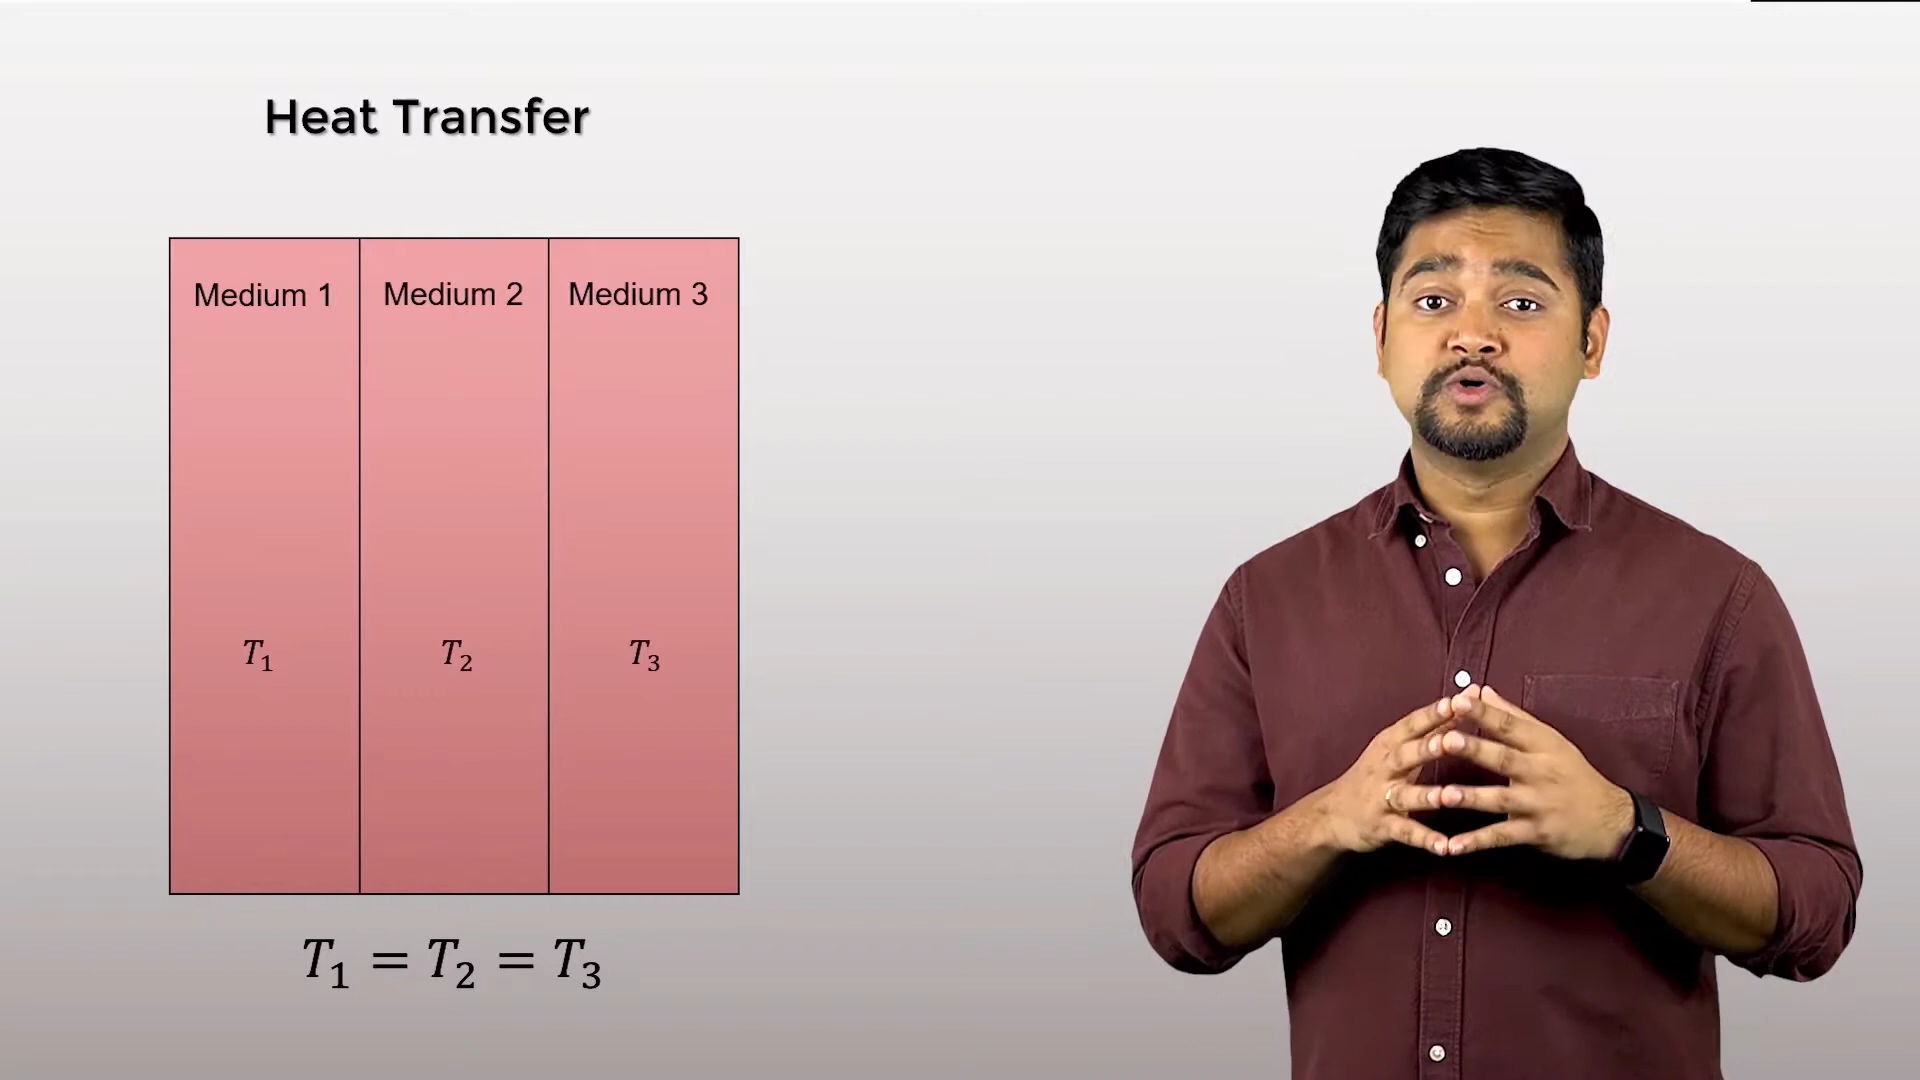 Heat Transfer
Medium 1 Medium 2 Medium 3
T₁ T₂ T₃
T₁ = T₂ = T₃